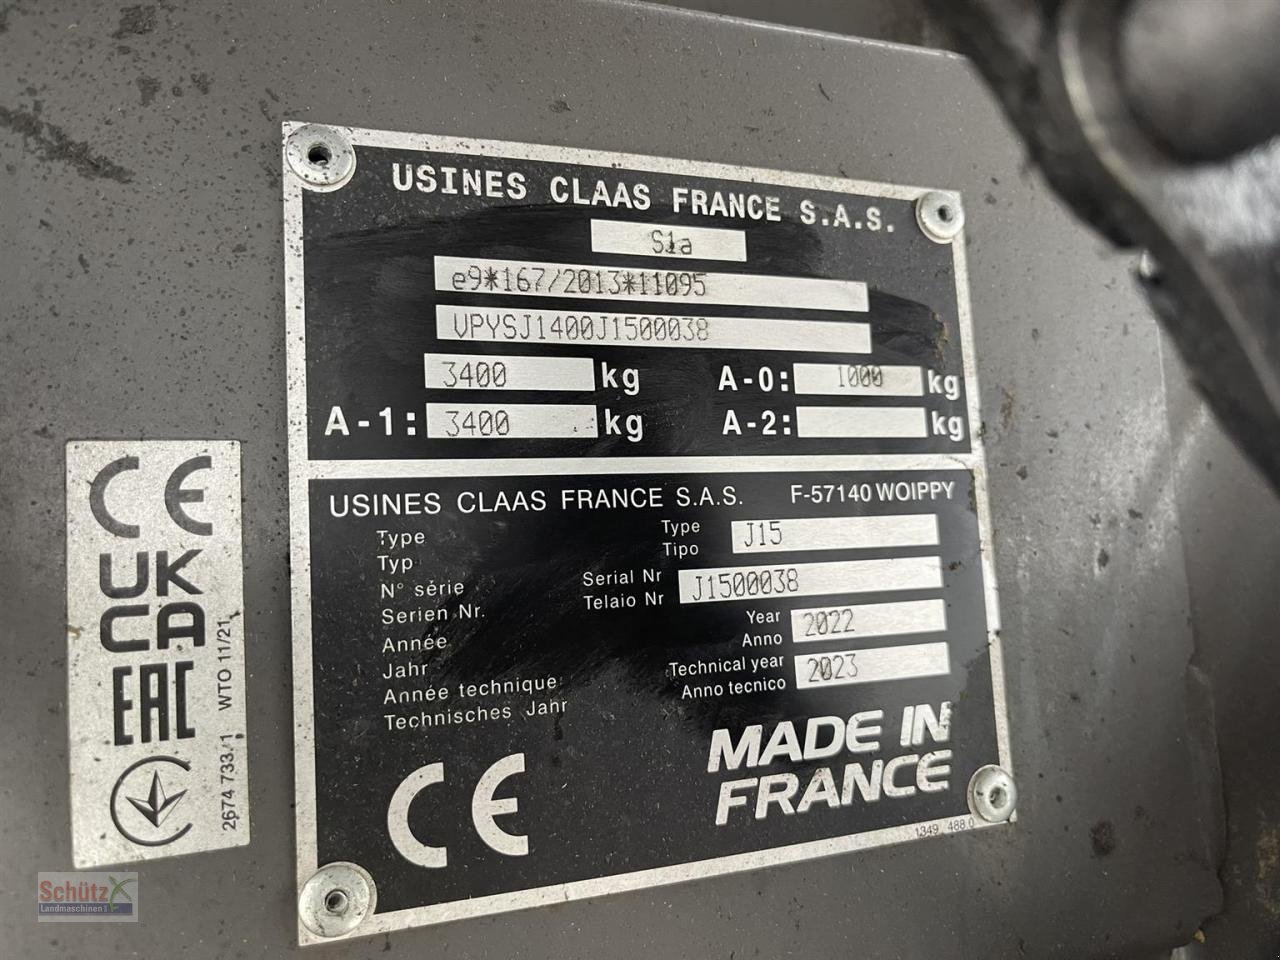 USINES CLAAS FRANCE S.A.S.
S1a
e9*167/2013*11095
VPYSJ1400J1500038
3400 kg A-0: 1000 kg
A-1: 3400 kg A-2: kg
USINES CLAAS FRANCE S.A.S. F-57140 WOIPPY
Type Type J15
Typ Tipo
N° série Serial Nr J1500038
Serien Nr. Telaio Nr
Année Year 2022
Jahr Anno
Année technique Technical year 2023
Technisches Jahr Anno tecnico
MADE IN
FRANCE
CE
1349 488.0
CE
UK
CA
EAC
2674 733/1 WTO 11/21
Schütz
Landmaschinen